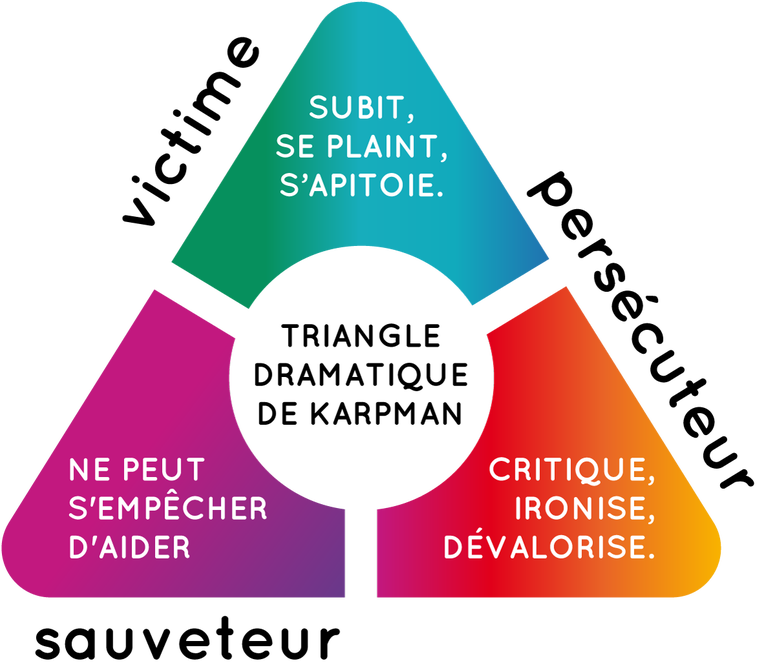 victime
SUBIT,
SE PLAINT,
S’APITOIE.
persécuteur
TRIANGLE
DRAMATIQUE
DE KARPMAN
NE PEUT
S'EMPÊCHER
D'AIDER
CRITIQUE,
IRONISE,
DÉVALORISE.
sauveteur